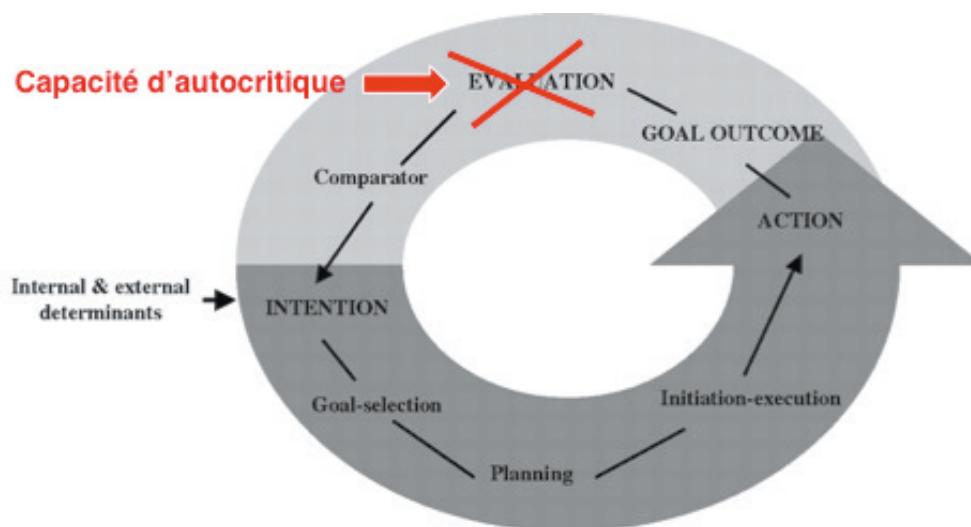 Capacité d'autocritique
EVALUATION
GOAL OUTCOME
Comparator
ACTION
Internal & external
determinants
INTENTION
Goal-selection
Initiation-execution
Planning